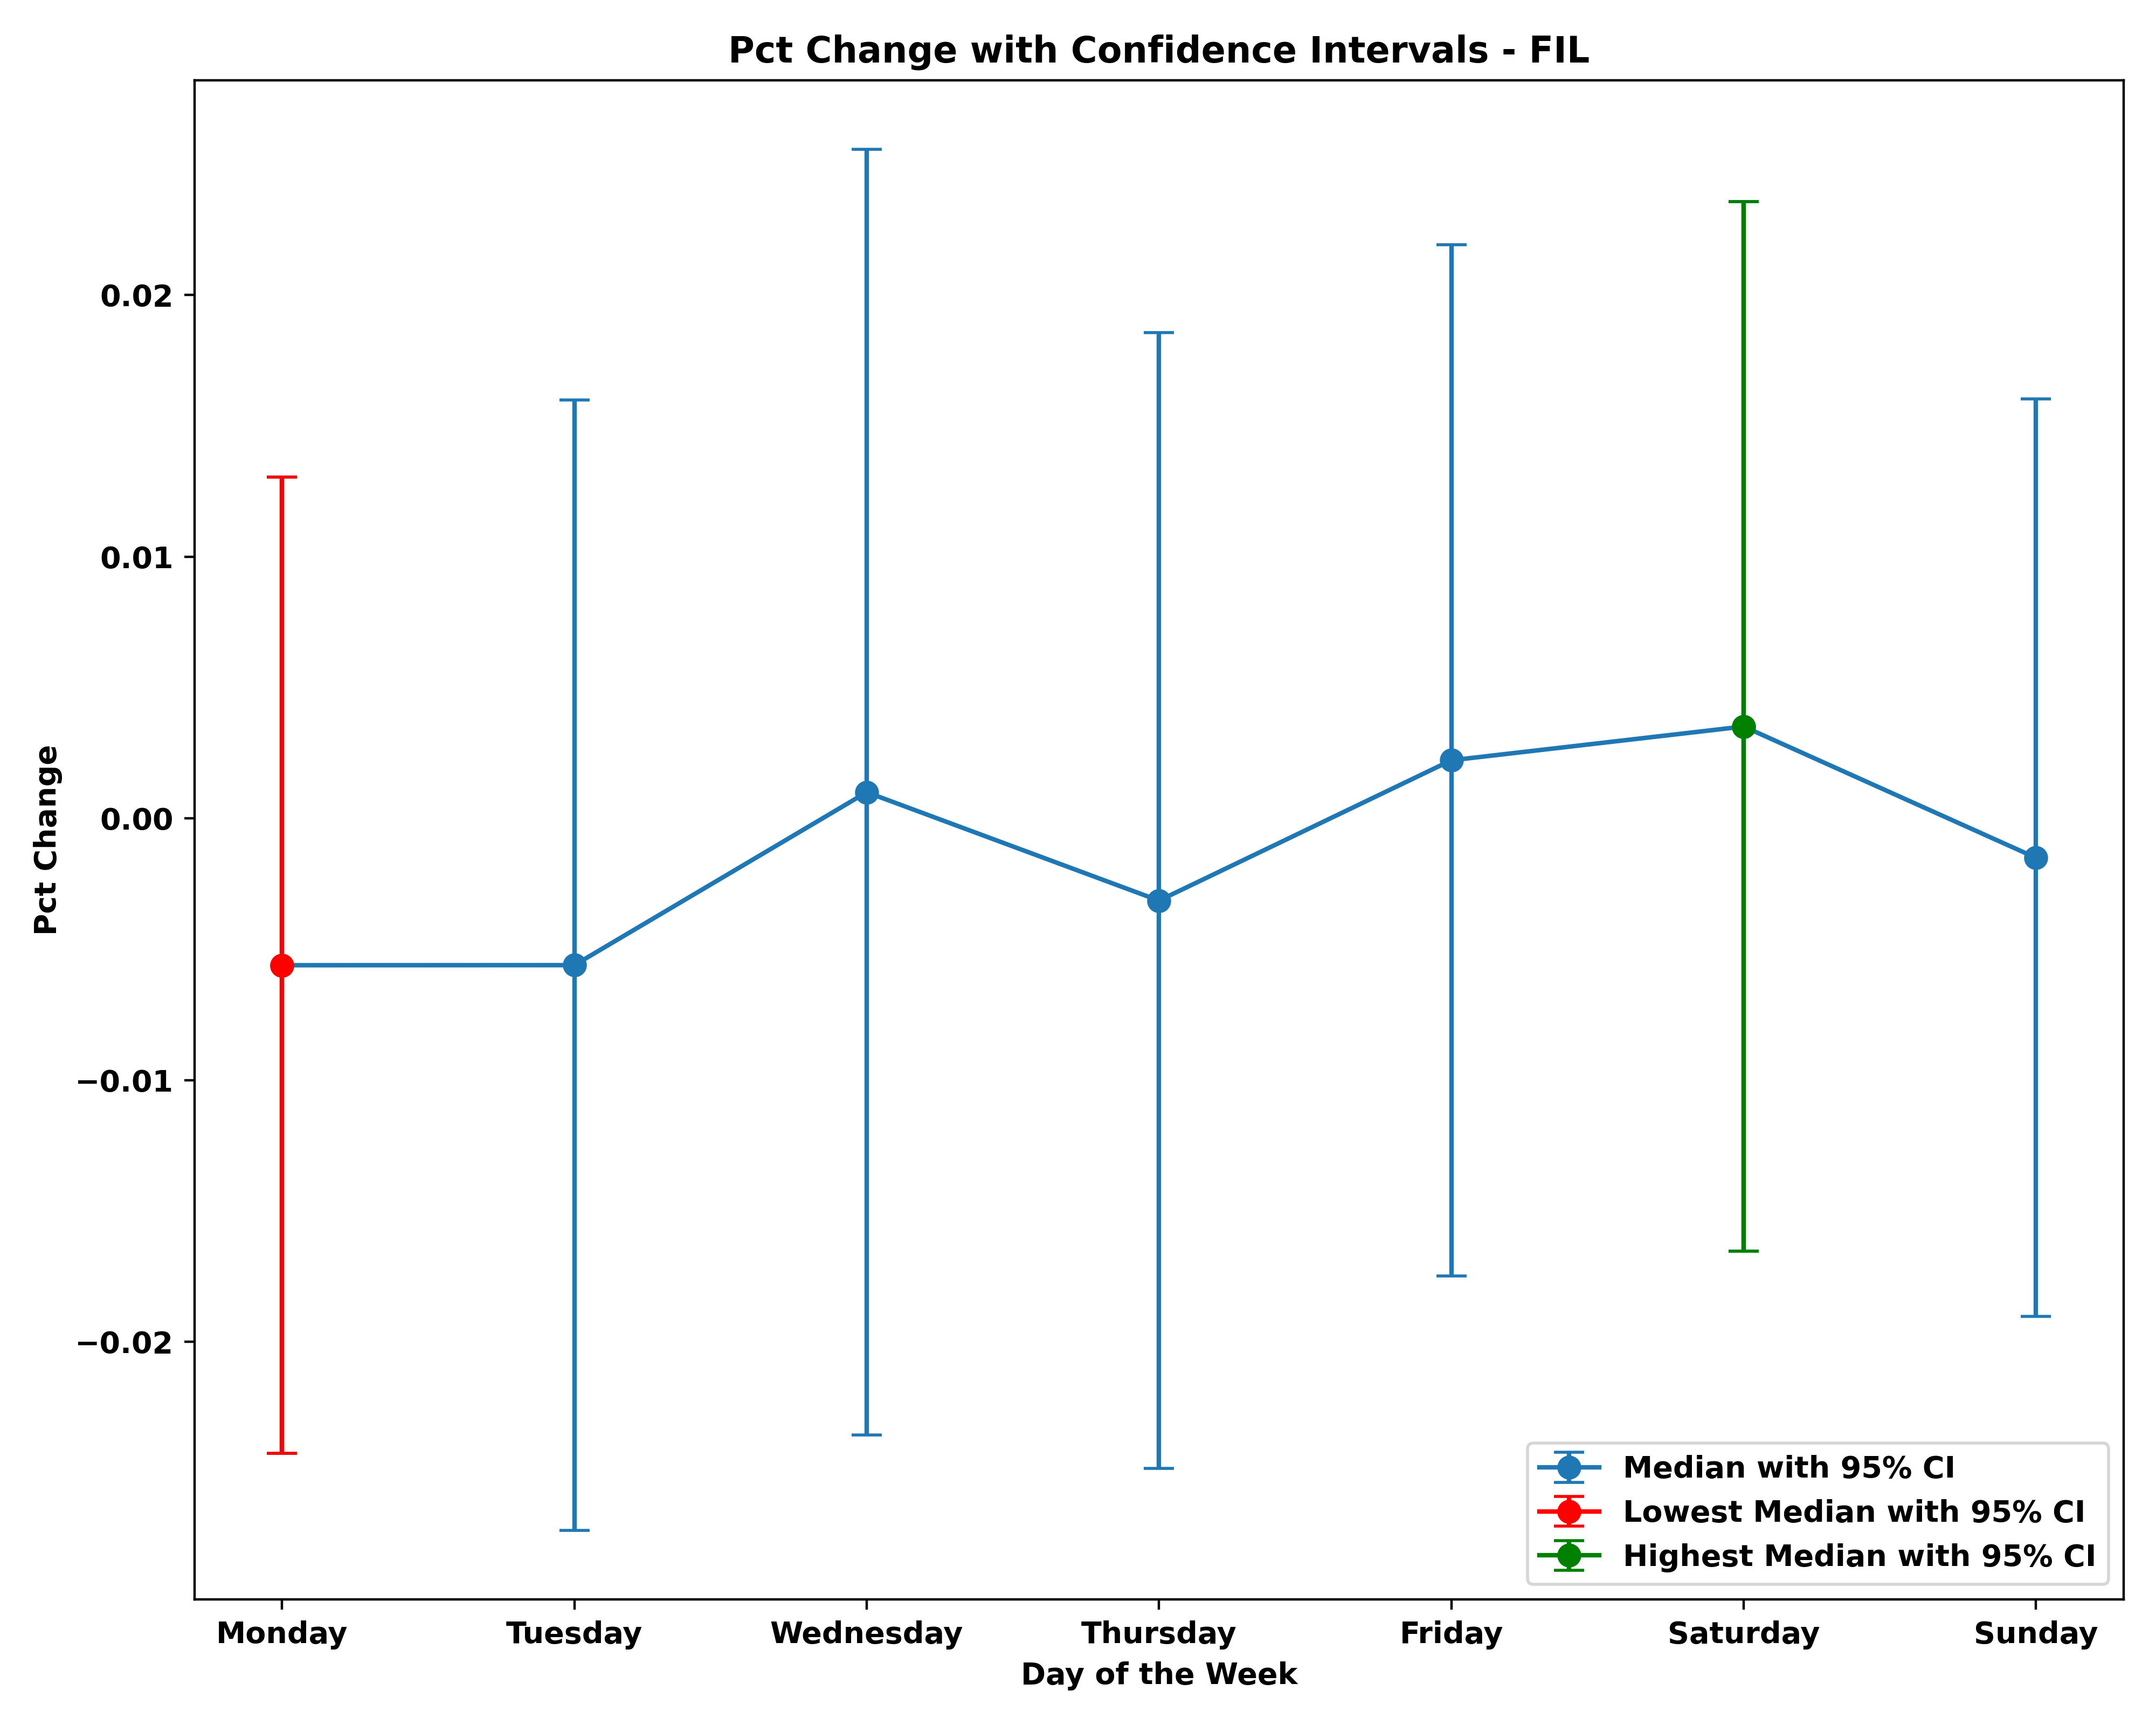 Pct Change with Confidence Intervals - FIL
Pct Change
0.02
0.01
0.00
−0.01
−0.02
Median with 95% CI
Lowest Median with 95% CI
Highest Median with 95% CI
Monday Tuesday Wednesday Thursday Friday Saturday Sunday
Day of the Week